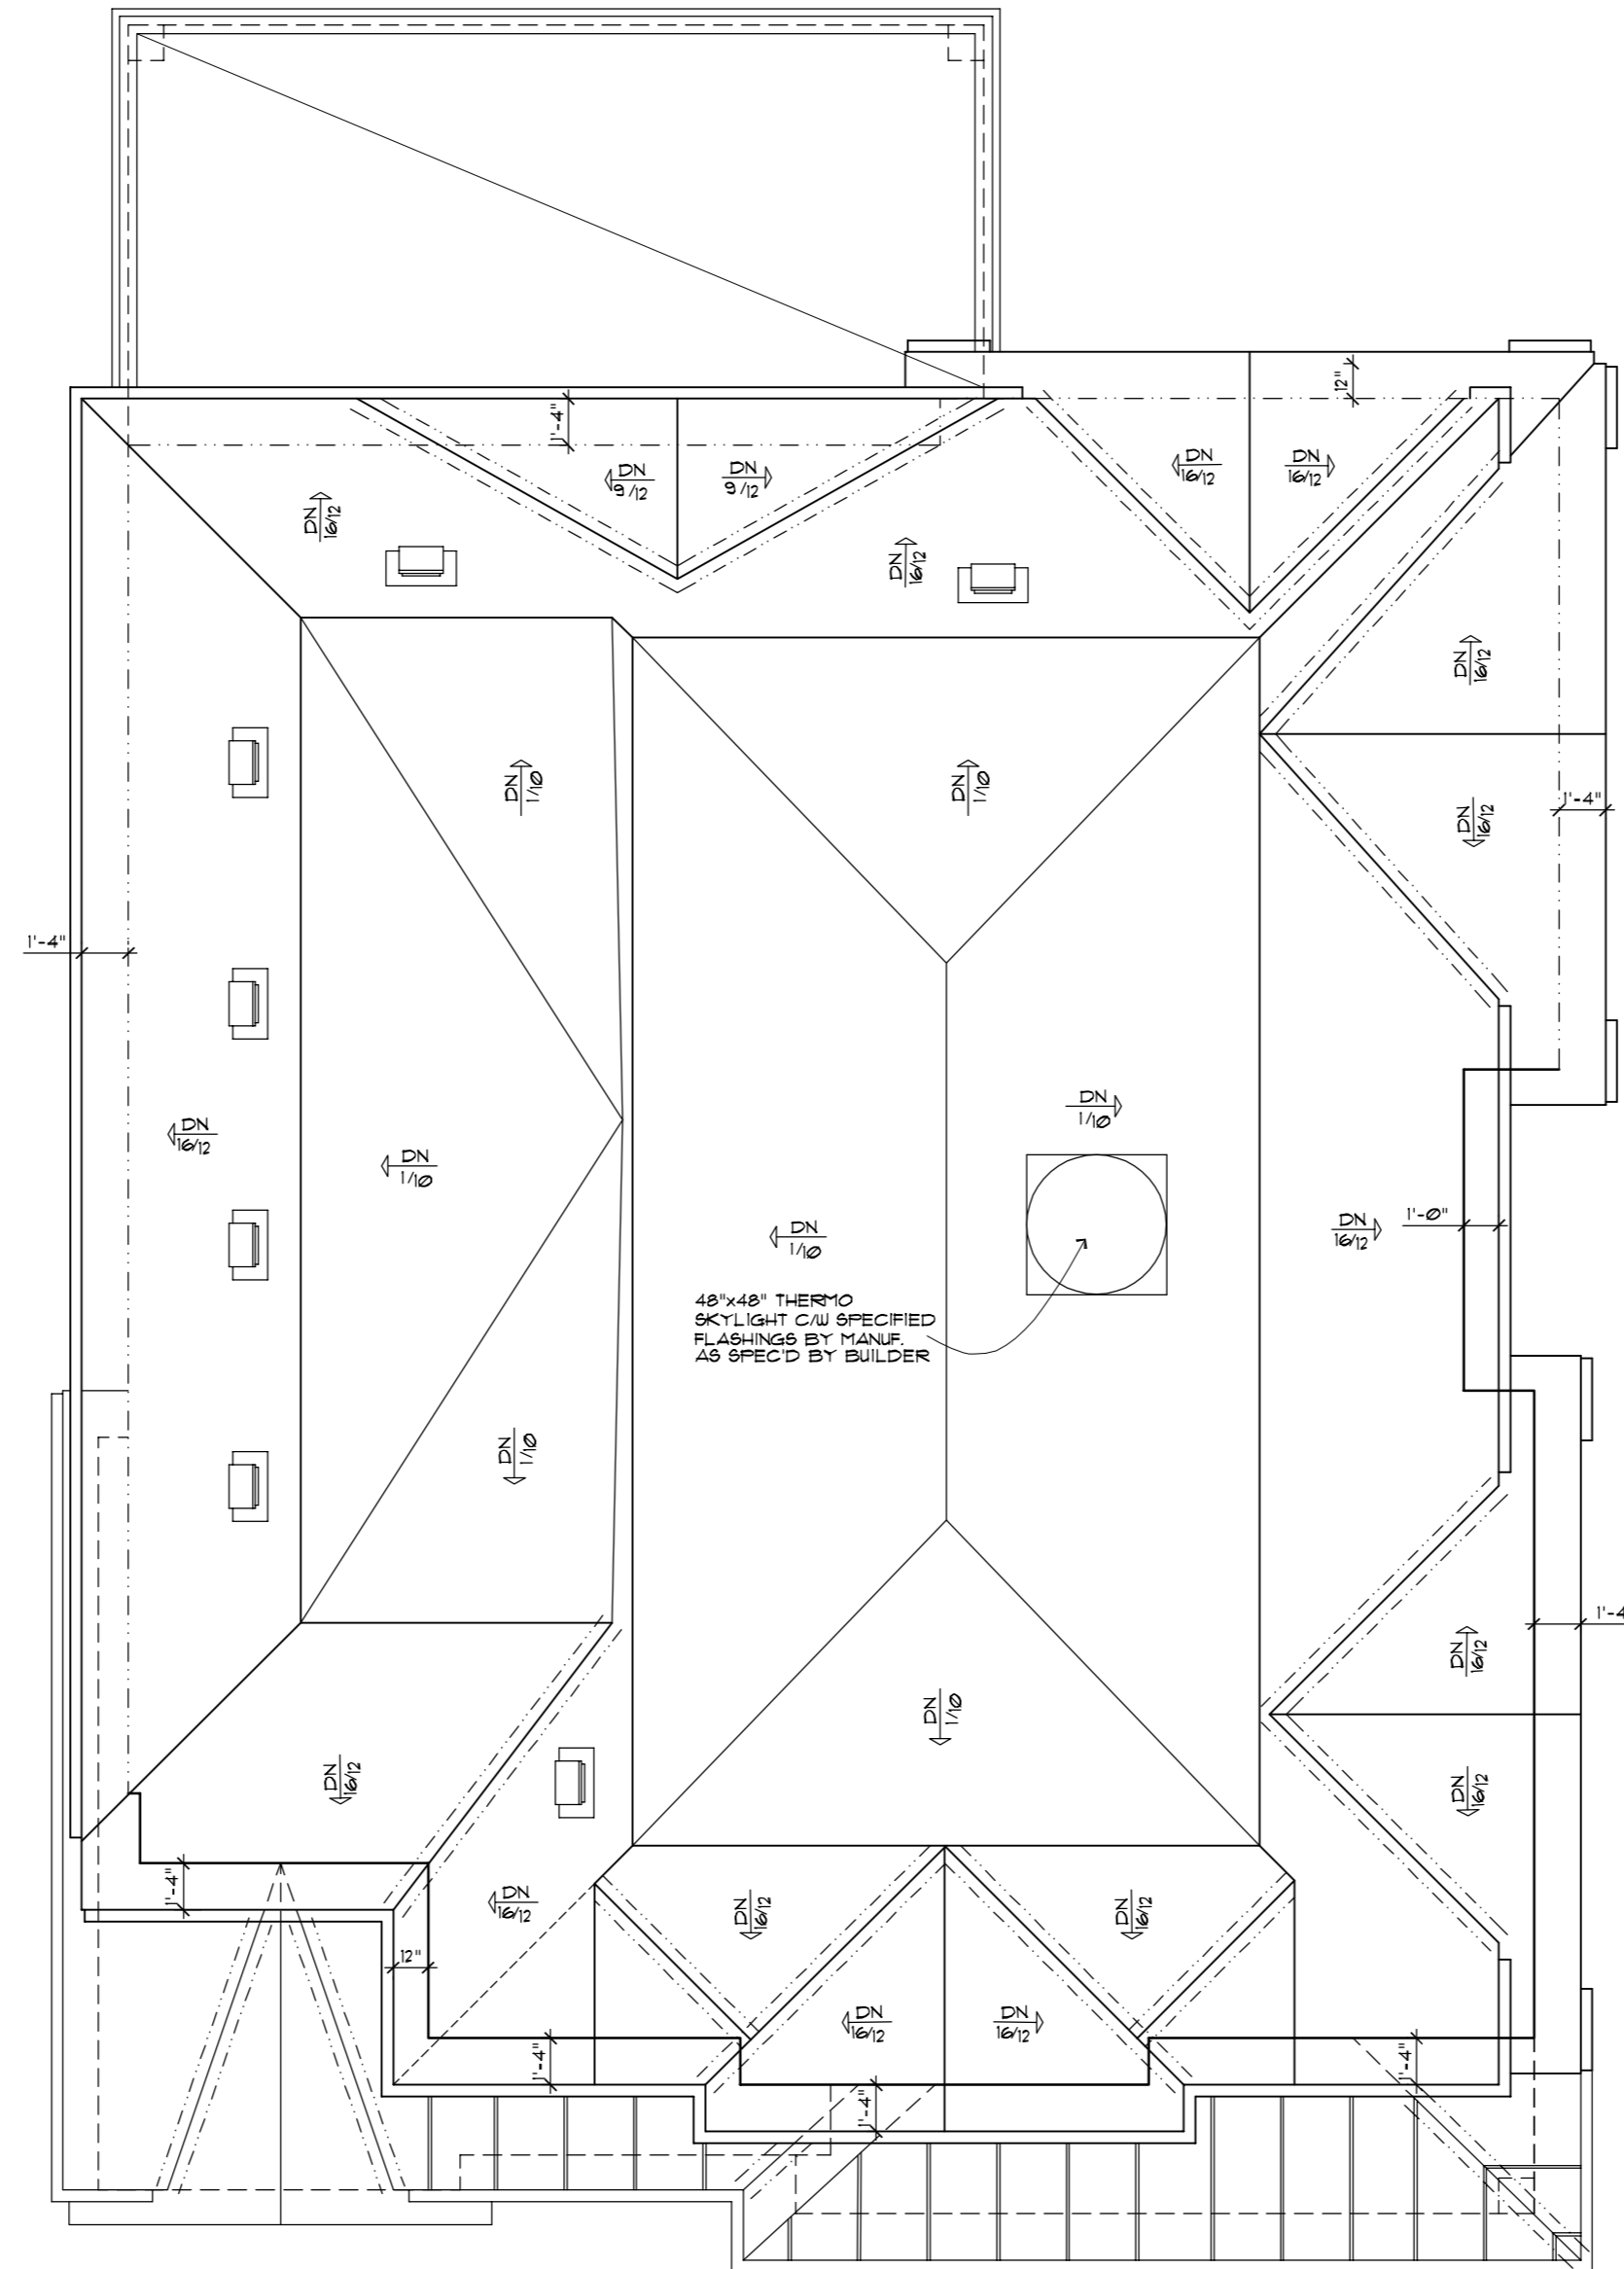 12"
1'-4"
DN
16/12
DN
16/12
DN
9/12
DN
9/12
DN
16/12
DN
16/12
DN
16/12
DN
1/10
DN
1/10
DN
16/12
1'-4"
1'-4"
DN
1/10
DN
16/12
DN
1/10
DN
1/10
DN
16/12
1'-0"
48"x48" THERMO
SKYLIGHT C/W SPECIFIED
FLASHINGS BY MANUF.
AS SPEC'D BY BUILDER
DN
1/10
1'-4
DN
16/12
DN
1/10
DN
16/12
DN
16/12
1'-4"
DN
16/12
DN
16/12
DN
16/12
12"
DN
16/12
DN
16/12
1'-4"
1'-4"
1'-4"